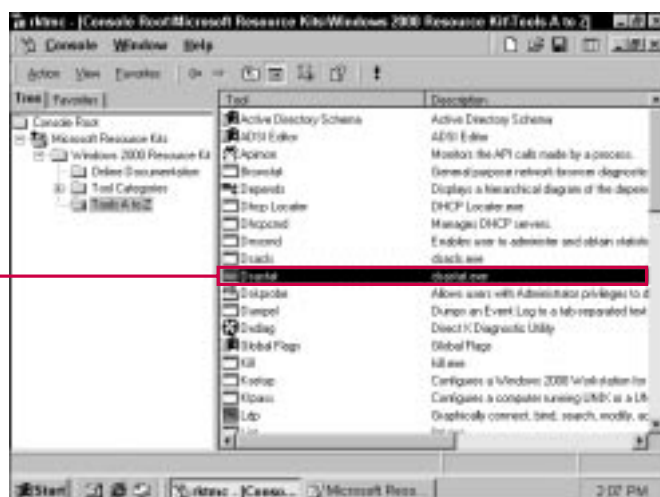 rktmc - [Console Root\Microsoft Resource Kits\Windows 2000 Resource Kit\Tools A to Z]
Console Window Help
Action View Favorites
Tree Favorites
Tool Description
Console Root
Microsoft Resource Kits
Windows 2000 Resource Kit
Online Documentation
Tool Categories
Tools A to Z
Active Directory Schema Active Directory Schema
ADSI Editor ADSI Editor
Apimon Monitors the API calls made by a process.
Browstat General purpose network browser diagnostic
Depends Displays a hierarchical diagram of the depen
Dhcp Locator DHCP Locator.exe
Dhcpcmd Manages DHCP servers.
Enables user to administer and obtain statistic
Dsacls dsacls.exe
Dsastat dsastat.exe
Dskprobe Allows users with Administrator privileges to d
Dumpel Dumps an Event Log to a tab-separated text
Dxdiag Direct X Diagnostic Utility
Global Flags Global Flags
Kill kill.exe
Ksetup Configures a Windows 2000 Workstation for
Ktpass Configures a computer running UNIX as a UN
Ldp Graphically connect, bind, search, modify, ad
Start rktmc - [Conso... Microsoft Reso... 2:07 PM